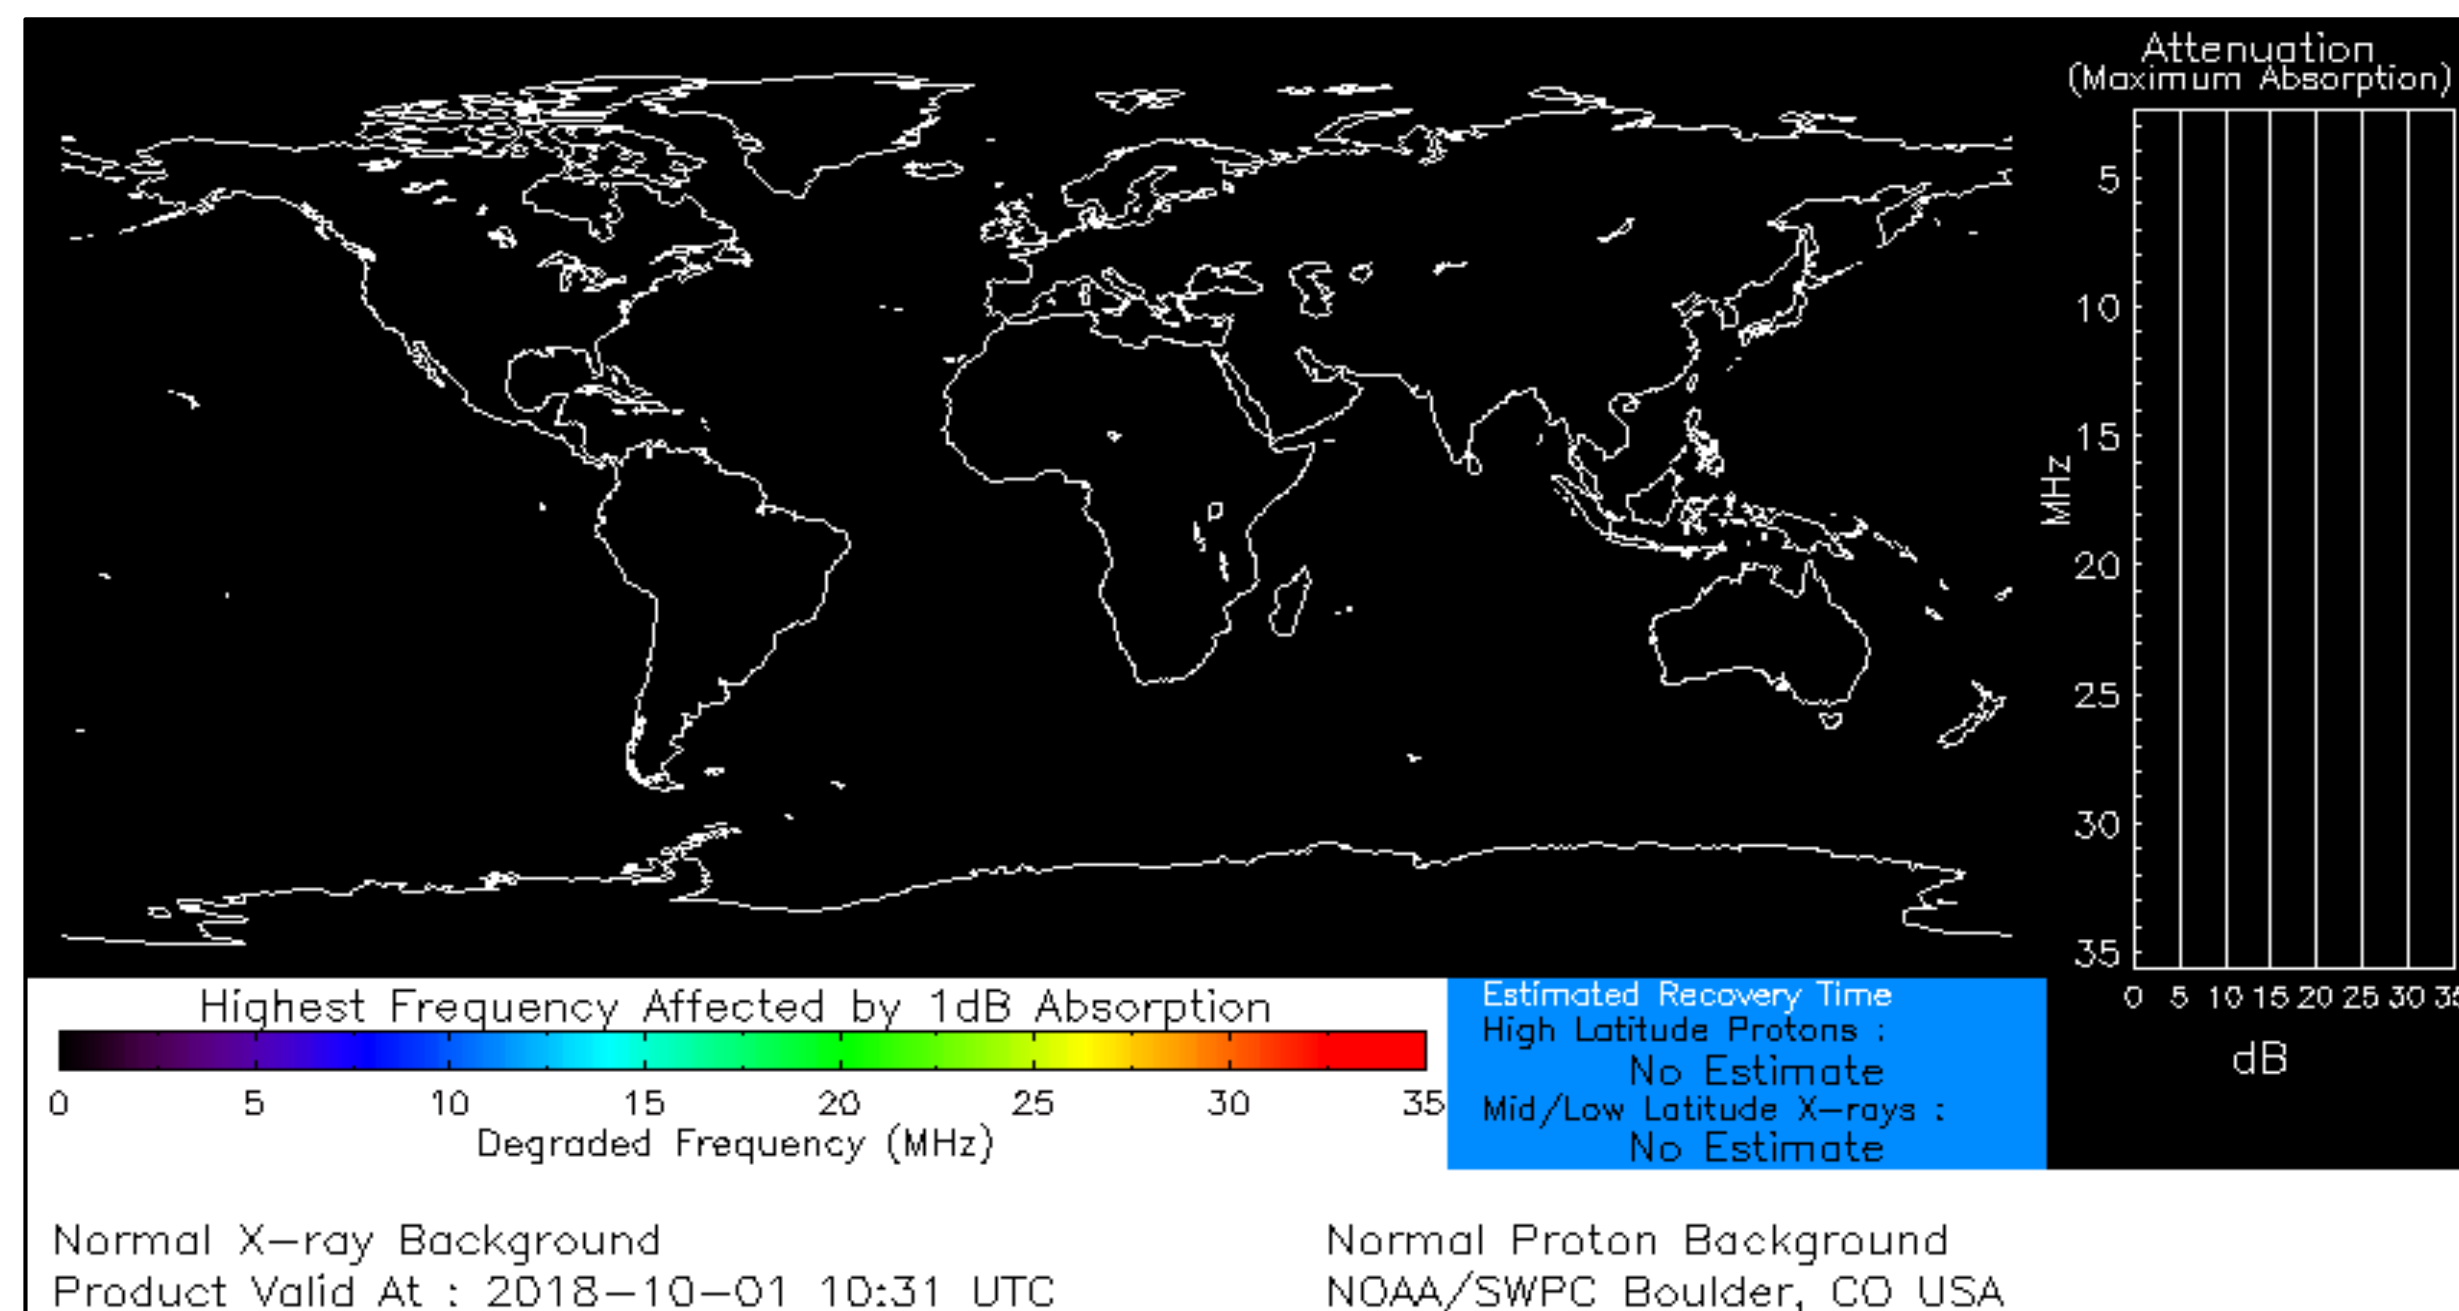 Attenuation
(Maximum Absorption)
5
10
15
20
25
30
35
MHz
0 5 10 15 20 25 30 35
dB
Highest Frequency Affected by 1dB Absorption
0 5 10 15 20 25 30 35
Degraded Frequency (MHz)
Estimated Recovery Time
High Latitude Protons :
No Estimate
Mid/Low Latitude X-rays :
No Estimate
Normal X-ray Background
Normal Proton Background
Product Valid At : 2018-10-01 10:31 UTC
NOAA/SWPC Boulder, CO USA